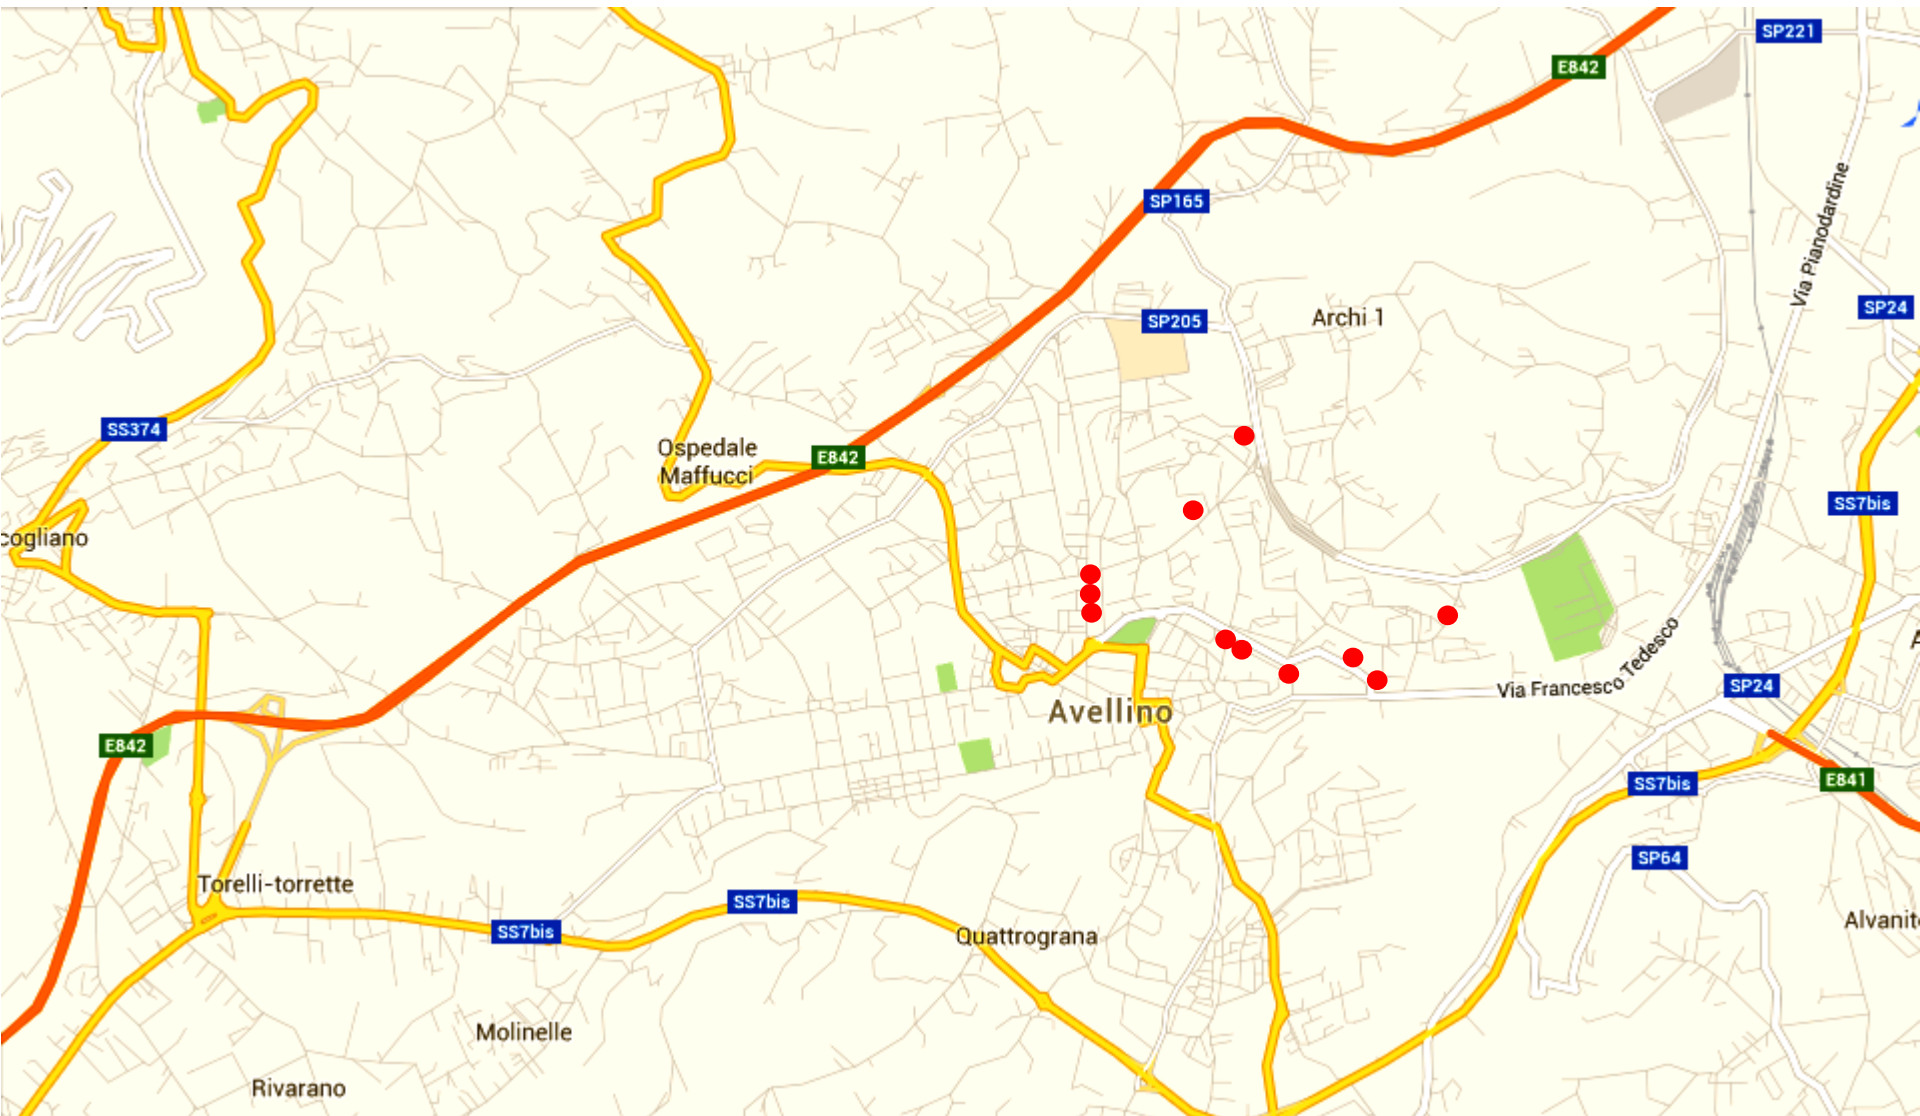 SP221
E842
SP165
Via Pianodardine
SP24
SP205
Archi 1
SS374
Ospedale
Maffucci
E842
SS7bis
cogliano
Via Francesco Tedesco
SP24
Avellino
E842
SS7bis
E841
SP64
Torelli-torrette
SS7bis
SS7bis
Quattrograna
Alvanit
Molinelle
Rivarano